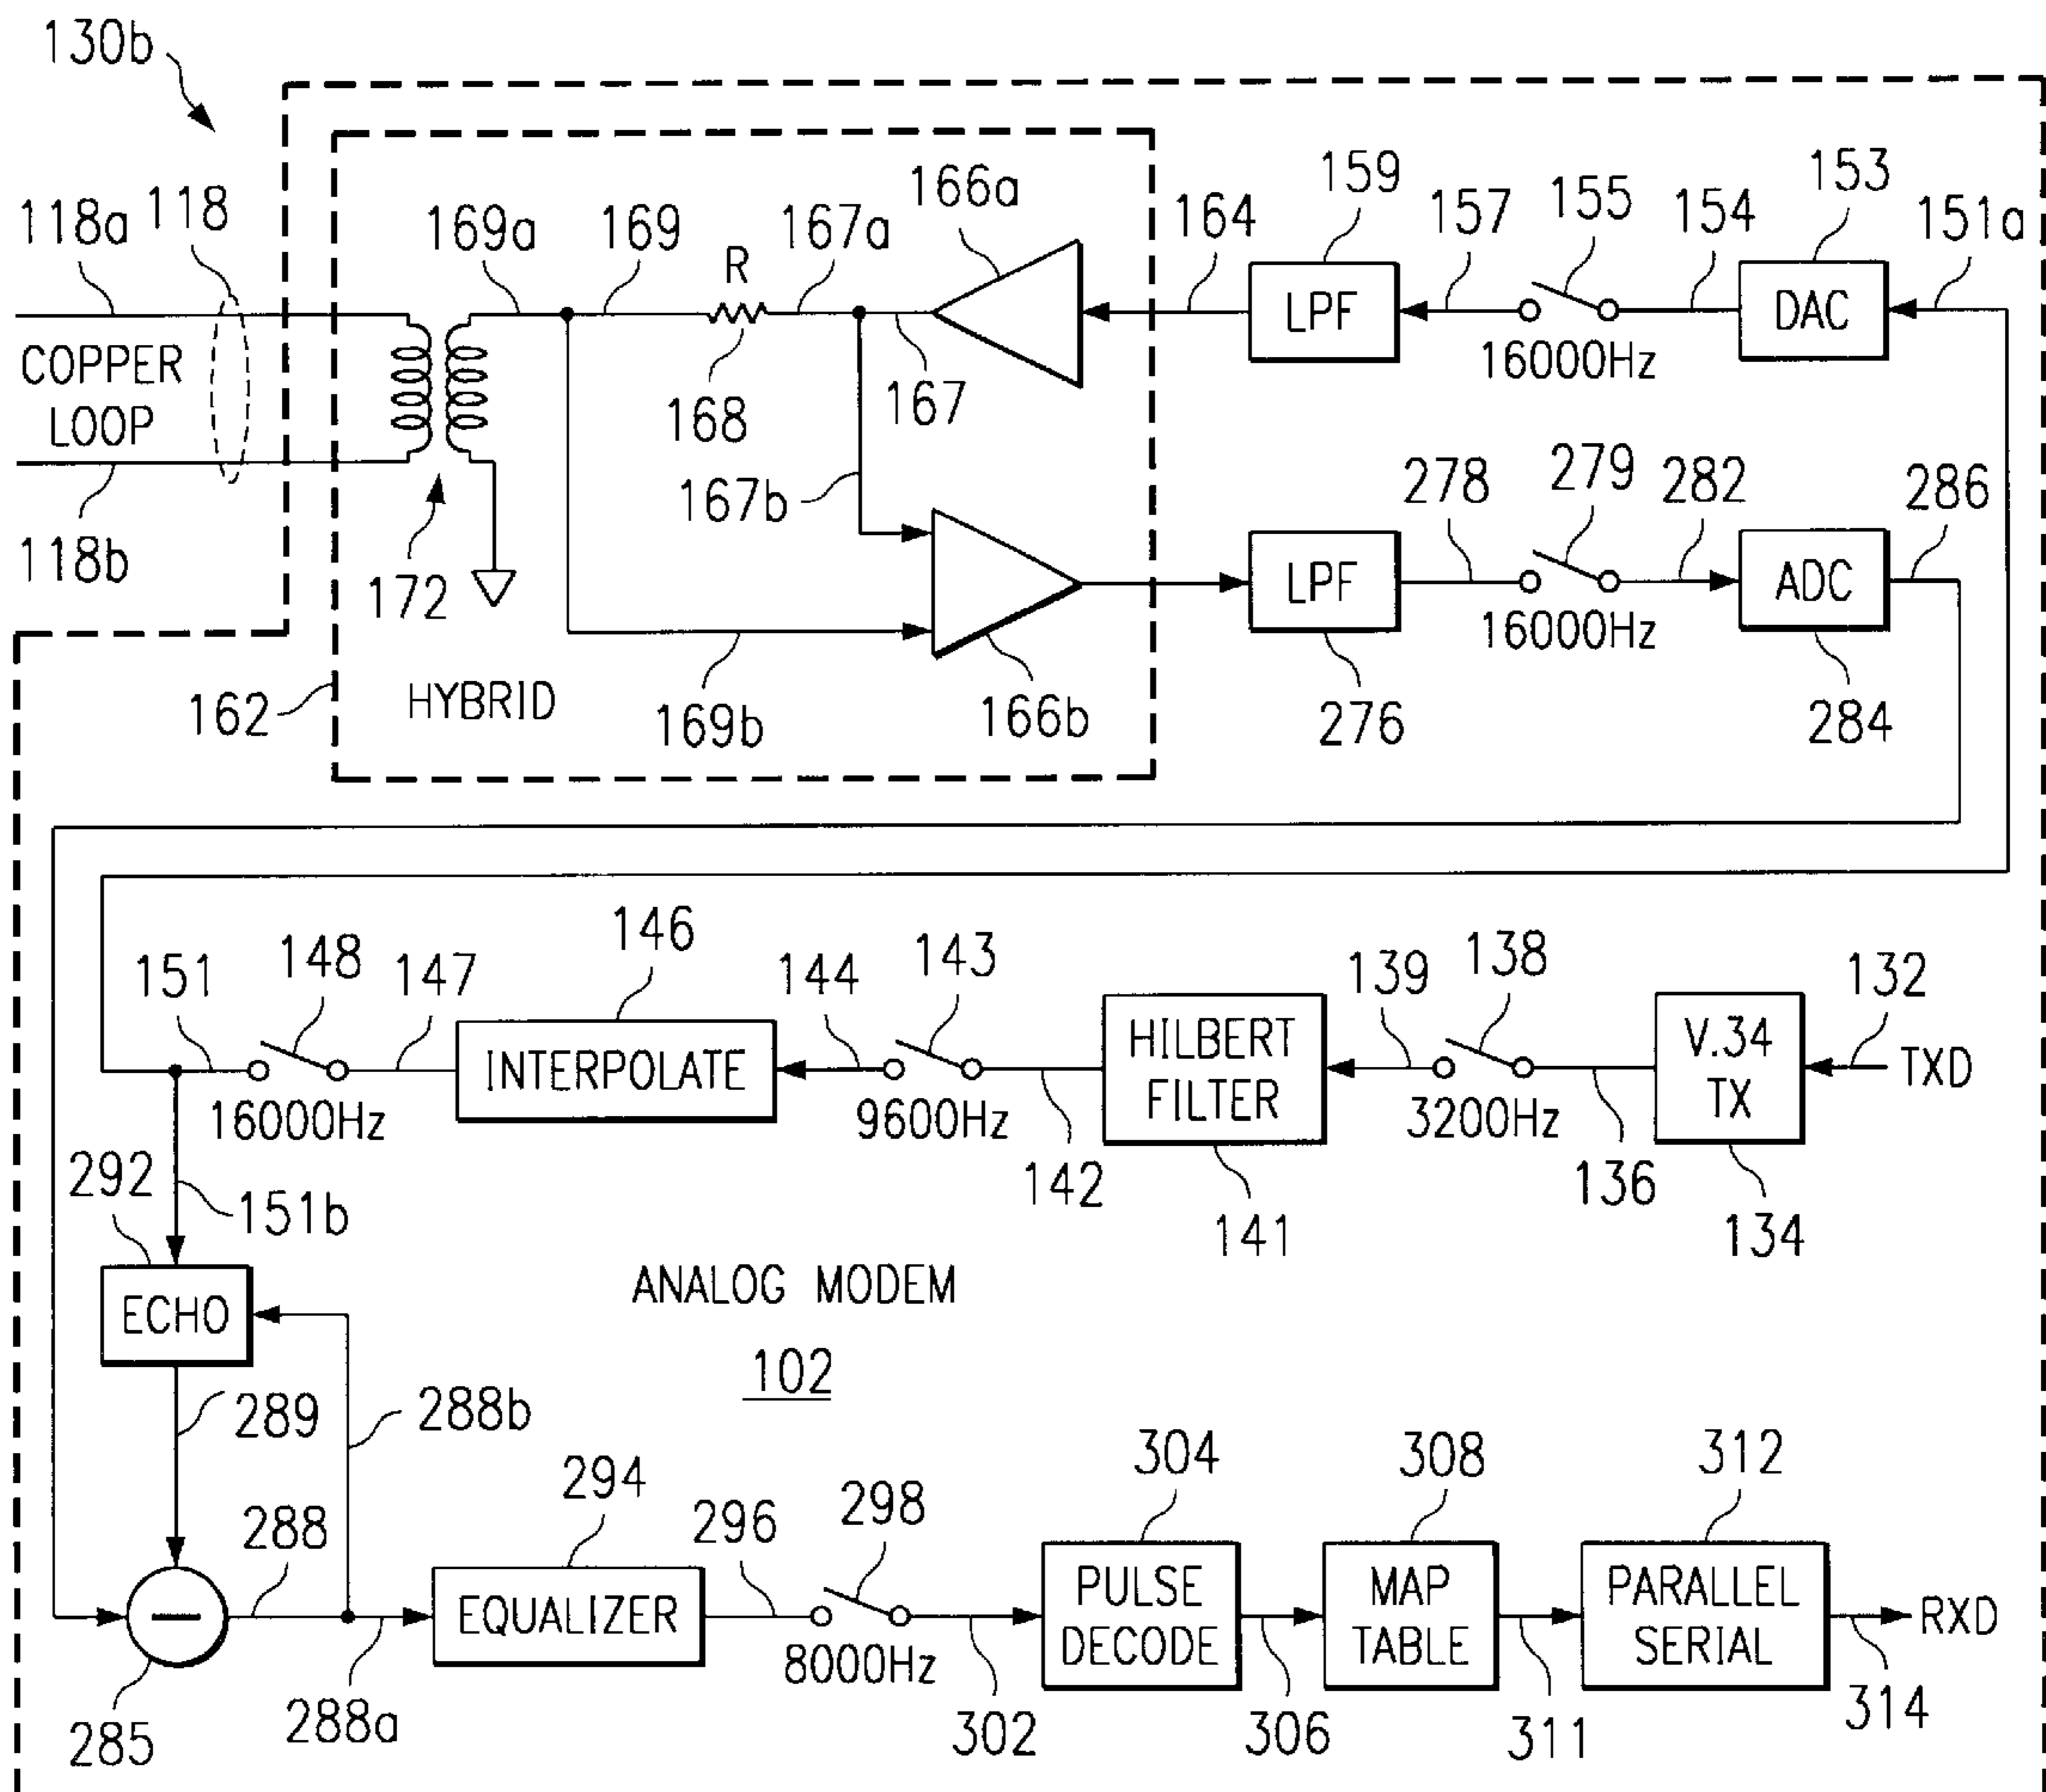 130b
118a
118
169a
169
R
167a
166a
164
159
157
155
154
153
151a
COPPER
LOOP
LPF
16000Hz
DAC
168
167
118b
172
167b
278
279
282
286
LPF
16000Hz
ADC
162
HYBRID
169b
166b
276
284
151
148
147
146
144
143
139
138
132
16000Hz
INTERPOLATE
9600Hz
HILBERT
FILTER
3200Hz
V.34
TX
TXD
292
151b
142
141
136
134
ECHO
ANALOG MODEM
102
289
288b
288
294
296
298
304
308
312
EQUALIZER
8000Hz
PULSE
DECODE
MAP
TABLE
PARALLEL
SERIAL
RXD
285
288a
302
306
311
314